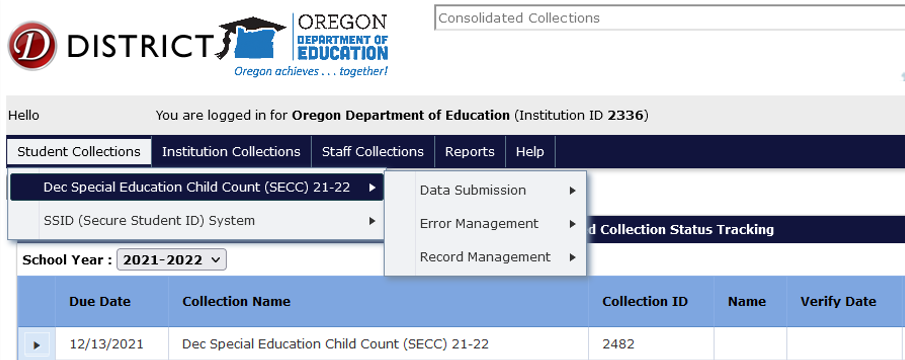 D DISTRICT
OREGON
DEPARTMENT OF
EDUCATION
Oregon achieves . . . together!
Consolidated Collections
Hello
You are logged in for Oregon Department of Education (Institution ID 2336)
Student Collections Institution Collections Staff Collections Reports Help
Dec Special Education Child Count (SECC) 21-22
SSID (Secure Student ID) System
Data Submission
Error Management
Record Management
d Collection Status Tracking
School Year : 2021-2022
Due Date Collection Name Collection ID Name Verify Date
12/13/2021 Dec Special Education Child Count (SECC) 21-22 2482